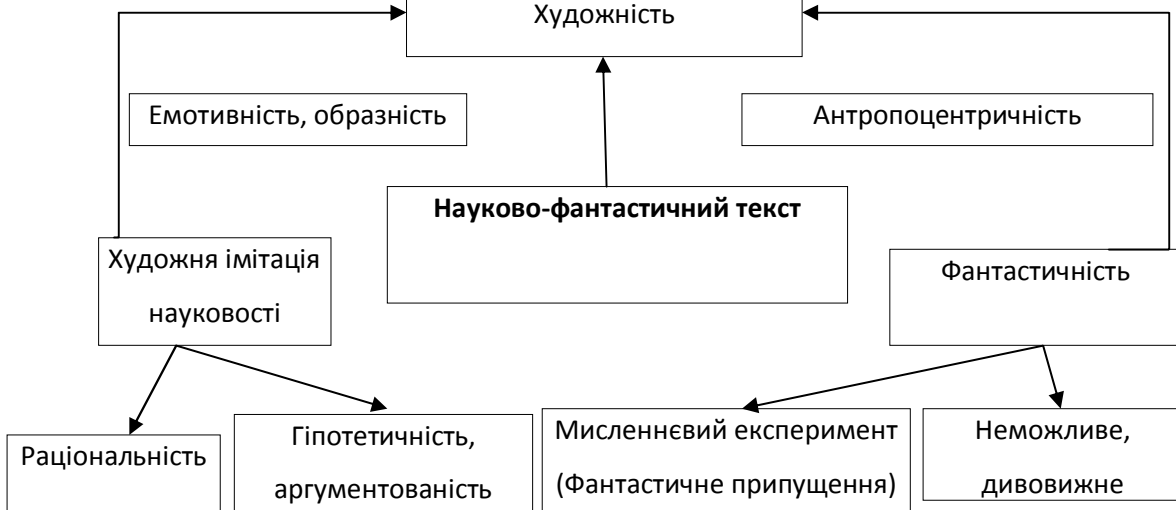 Художність
Емотивність, образність
Антропоцентричність
Науково-фантастичний текст
Художня імітація
науковості
Фантастичність
Раціональність
Гіпотетичність,
аргументованість
Мисленнєвий експеримент
(Фантастичне припущення)
Неможливе,
дивовижне